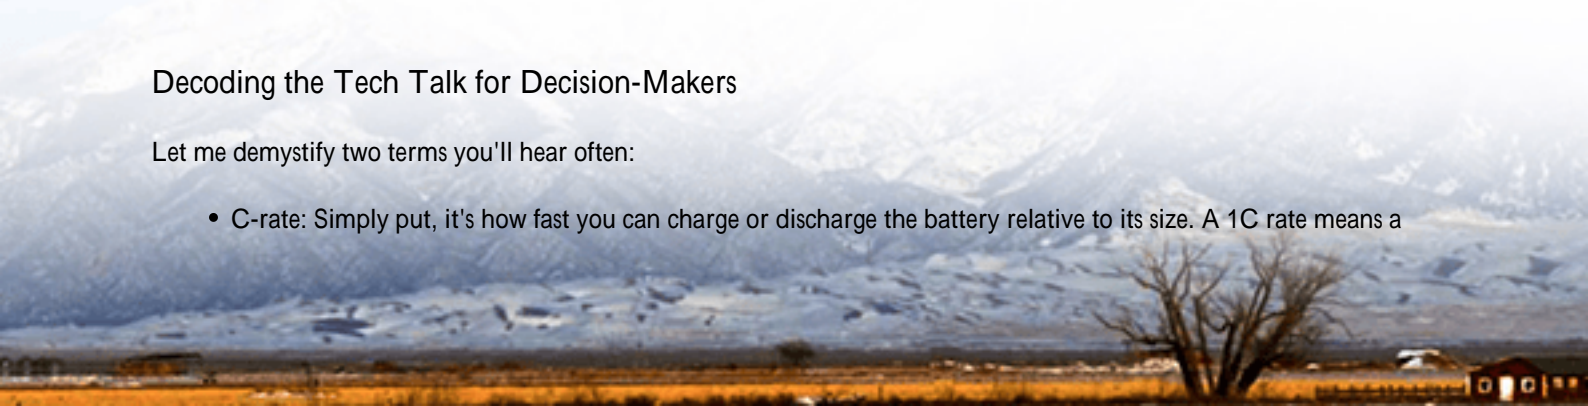 Decoding the Tech Talk for Decision-Makers
Let me demystify two terms you'll hear often:
• C-rate: Simply put, it's how fast you can charge or discharge the battery relative to its size. A 1C rate means a